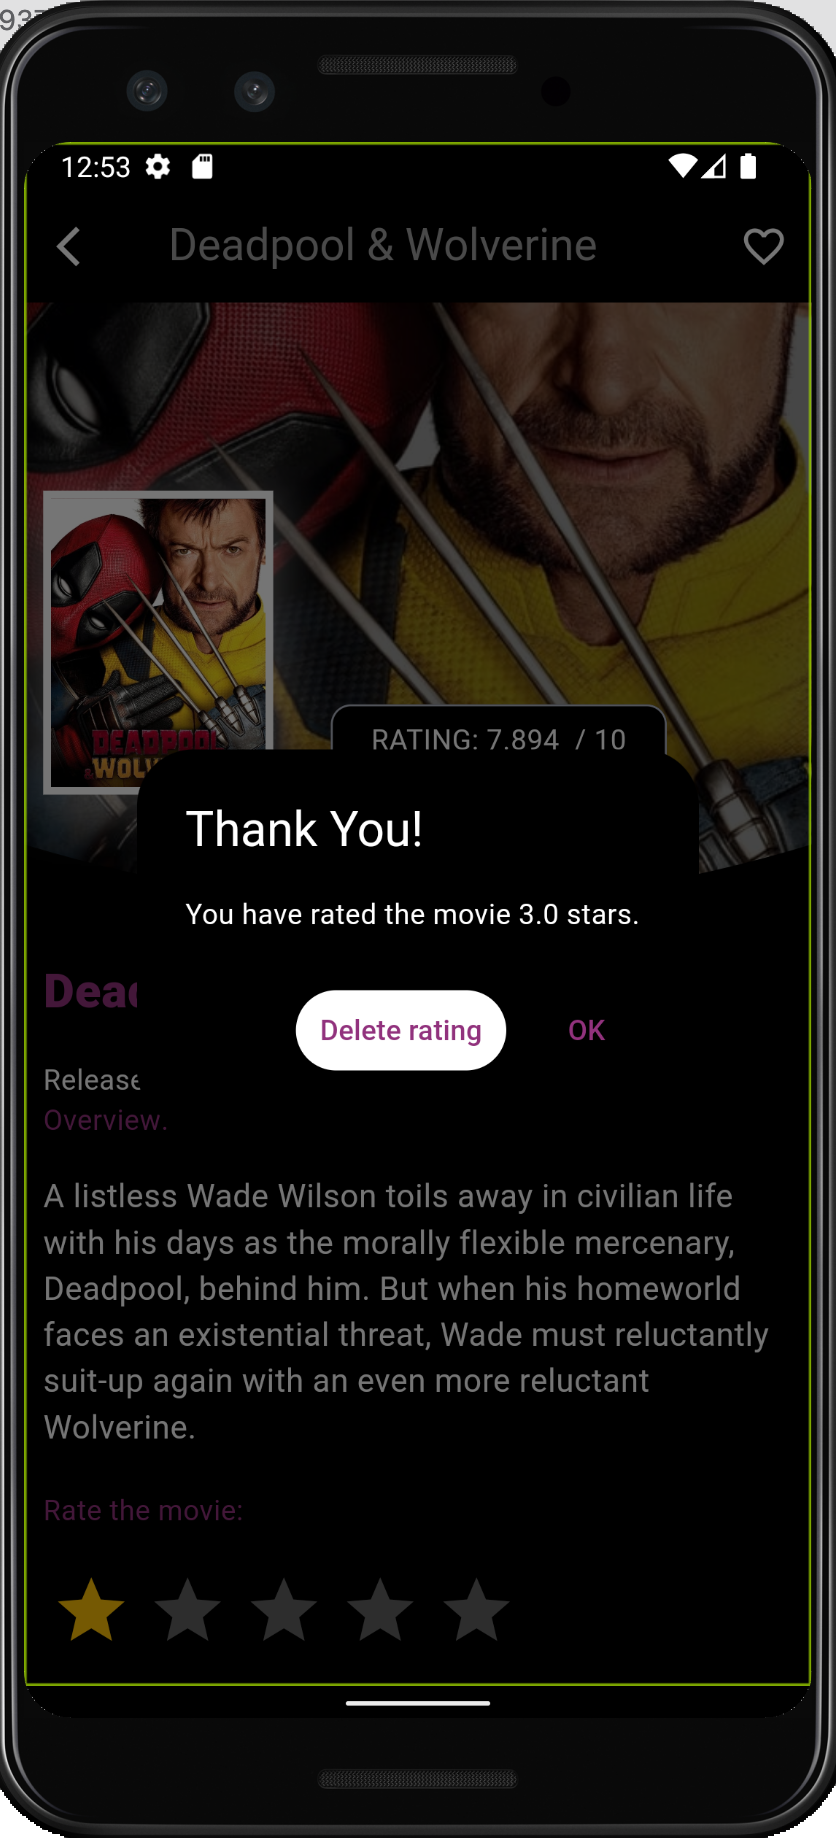 12:53
Deadpool & Wolverine
DEADPOOL
RATING: 7.894 / 10
Thank You!
You have rated the movie 3.0 stars.
Delete rating
OK
Release
Overview.
A listless Wade Wilson toils away in civilian life
with his days as the morally flexible mercenary,
Deadpool, behind him. But when his homeworld
faces an existential threat, Wade must reluctantly
suit-up again with an even more reluctant
Wolverine.
Rate the movie: